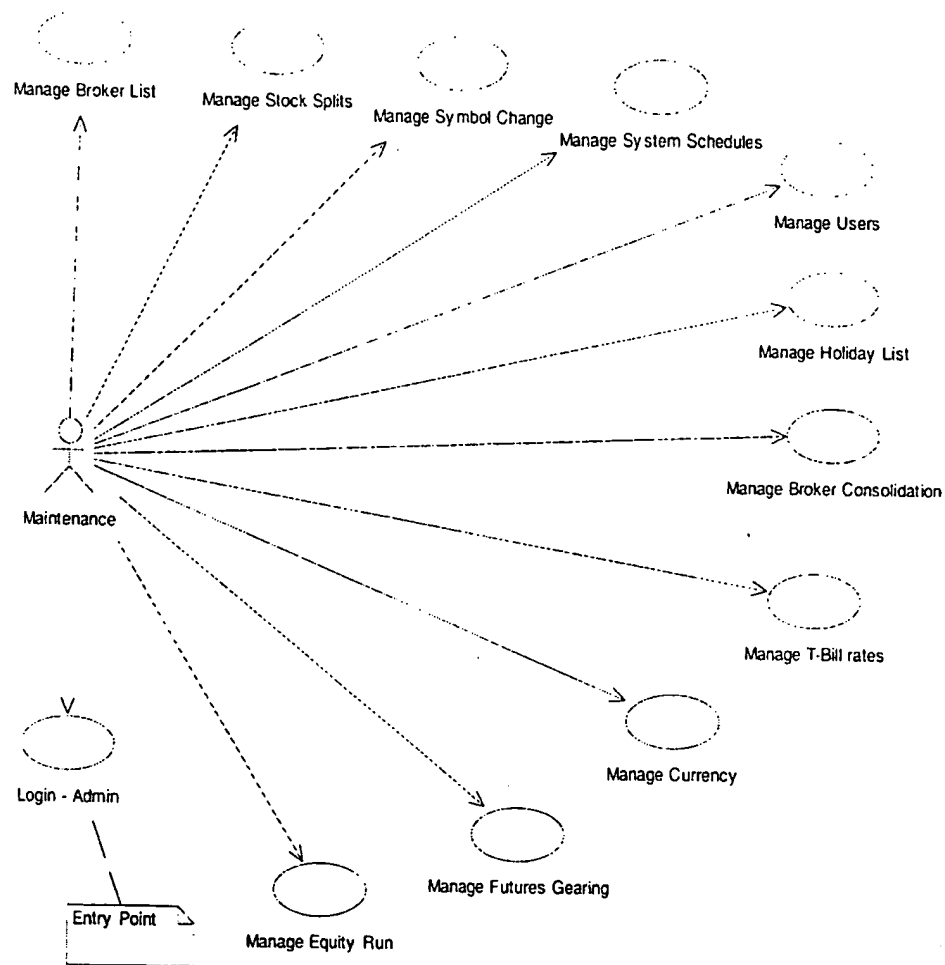 Manage Broker List
Manage Stock Splits
Manage Symbol Change
Manage System Schedules
Manage Users
Manage Holiday List
Manage Broker Consolidation
Maintenance
Manage T-Bill rates
Manage Currency
Login - Admin
Manage Futures Gearing
Entry Point
Manage Equity Run